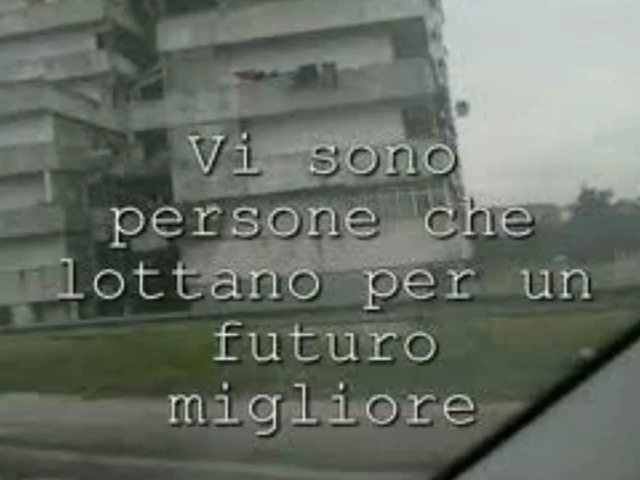 Vi sono
persone che
lottano per un
futuro
migliore